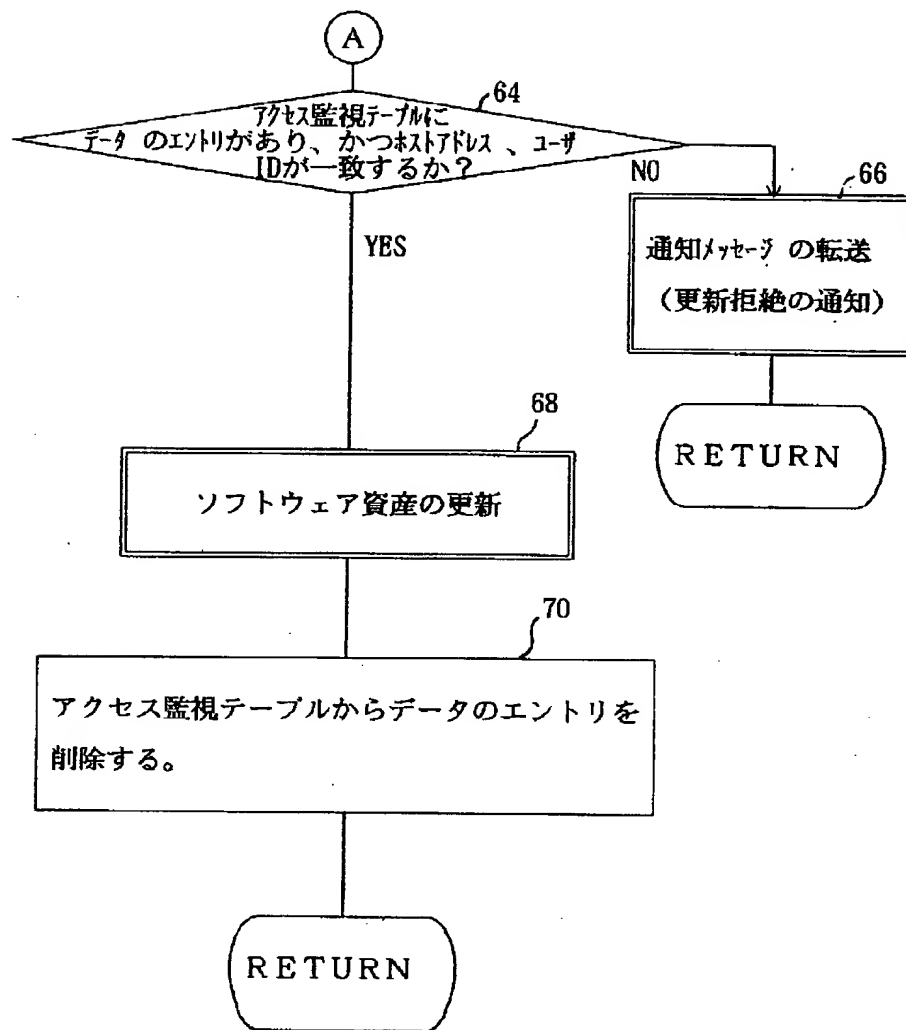 A
64
アクセス監視テーブルに
データ のエントリがあり、かつホストアドレス 、ユーザ
IDが一致するか？
NO
66
YES
通知メッセージ の転送
（更新拒絶の通知）
RETURN
68
ソフトウェア資産の更新
70
アクセス監視テーブルからデータのエントリを
削除する。
RETURN